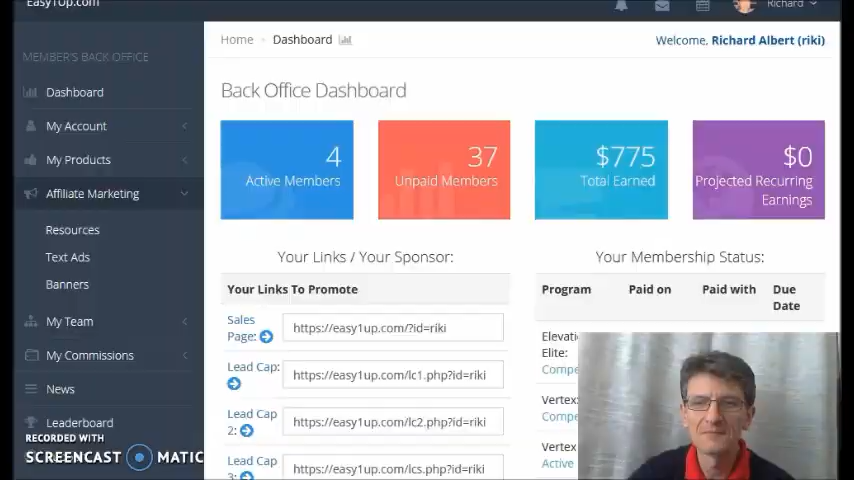 Easy1Up.com
Richard
MEMBER'S BACK OFFICE
Home - Dashboard
Welcome, Richard Albert (riki)
Dashboard
My Account
My Products
Affiliate Marketing
Resources
Text Ads
Banners
My Team
My Commissions
News
Leaderboard
Back Office Dashboard
4
Active Members
37
Unpaid Members
$775
Total Earned
$0
Projected Recurring
Earnings
Your Links / Your Sponsor:
Your Links To Promote
Sales
Page:
https://easy1up.com/?id=riki
Lead Cap:
https://easy1up.com/lc1.php?id=riki
Lead Cap
2:
https://easy1up.com/lc2.php?id=riki
Lead Cap
3:
https://easy1up.com/lcs.php?id=riki
Your Membership Status:
Program Paid on Paid with Due
Date
Elite:
Vertex:
Vertex
Active
RECORDED WITH
SCREENCAST MATIC